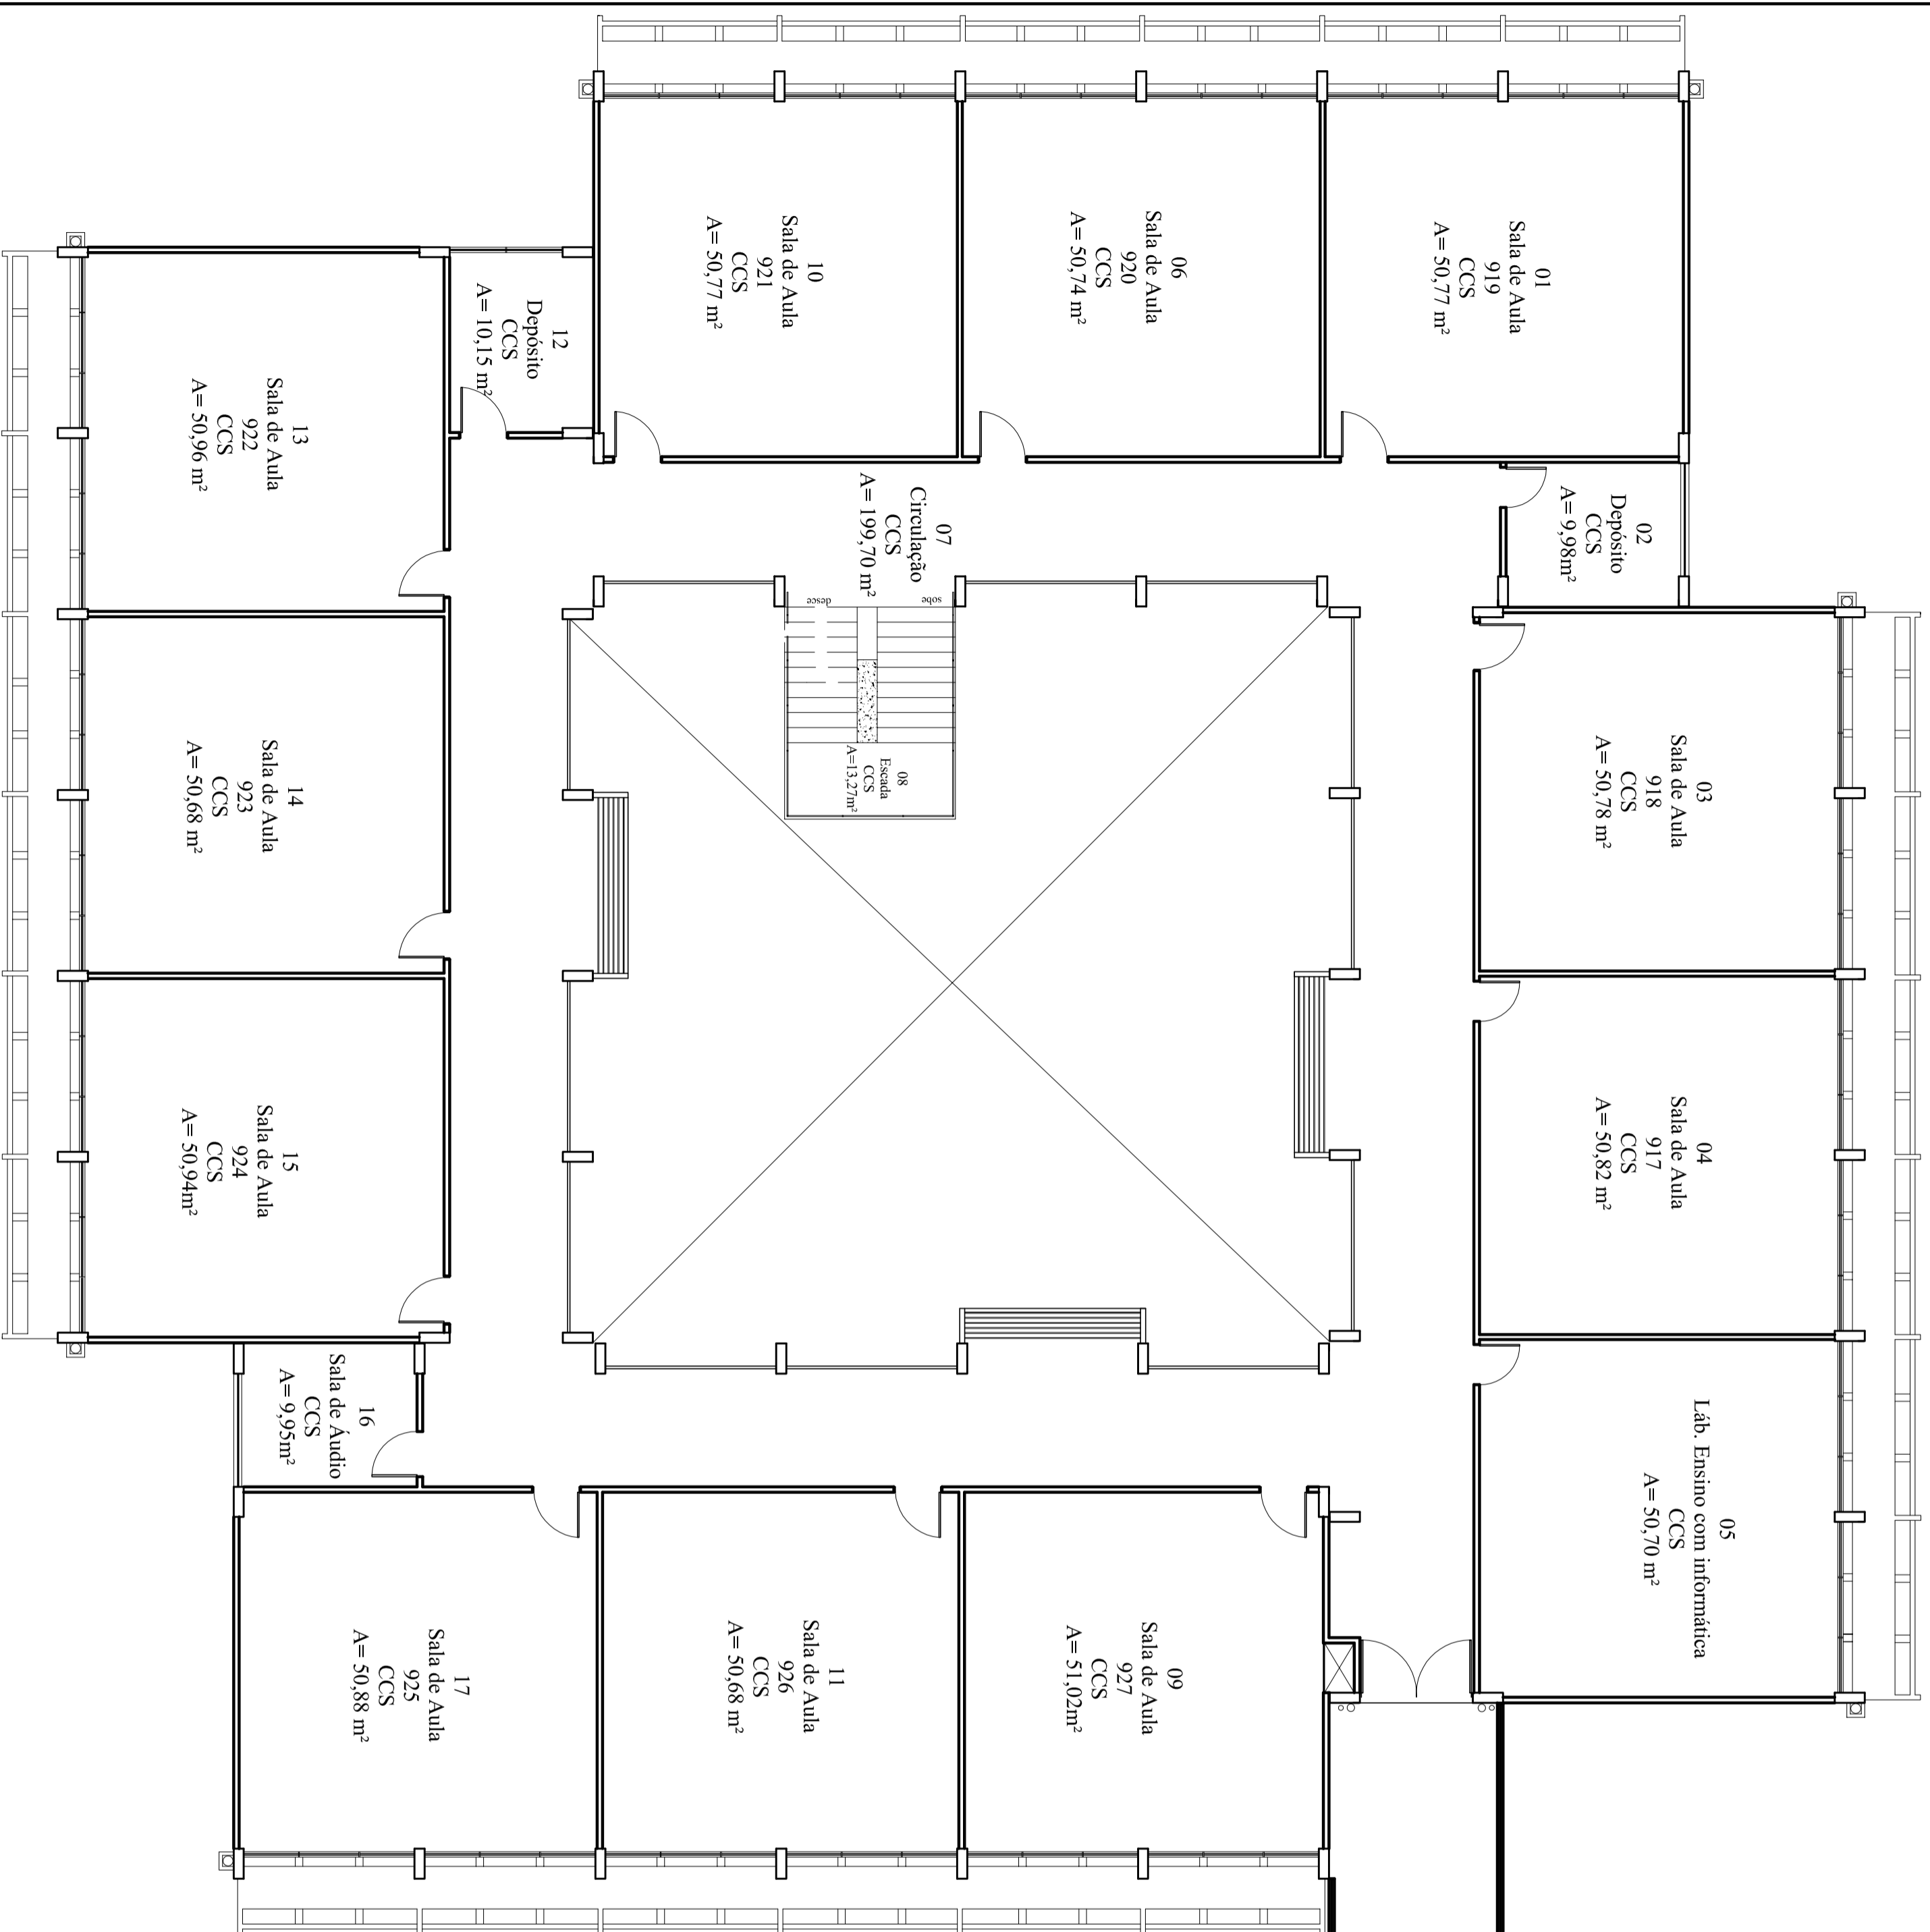 01
Sala de Aula
919
CCS
A= 50,77 m²
02
Depósito
CCS
A= 9,98m²
03
Sala de Aula
918
CCS
A= 50,78 m²
04
Sala de Aula
917
CCS
A= 50,82 m²
05
Láb. Ensino com informática
CCS
A= 50,70 m²
06
Sala de Aula
920
CCS
A= 50,74 m²
07
Circulação
CCS
A= 199,70 m²
sobe
desce
08
Escada
CCS
A=13,27m²
09
Sala de Aula
927
CCS
A= 51,02m²
10
Sala de Aula
921
CCS
A= 50,77 m²
11
Sala de Aula
926
CCS
A= 50,68 m²
12
Depósito
CCS
A= 10,15 m²
13
Sala de Aula
922
CCS
A= 50,96 m²
14
Sala de Aula
923
CCS
A= 50,68 m²
15
Sala de Aula
924
CCS
A= 50,94m²
16
Sala de Áudio
CCS
A= 9,95m²
17
Sala de Aula
925
CCS
A= 50,88 m²